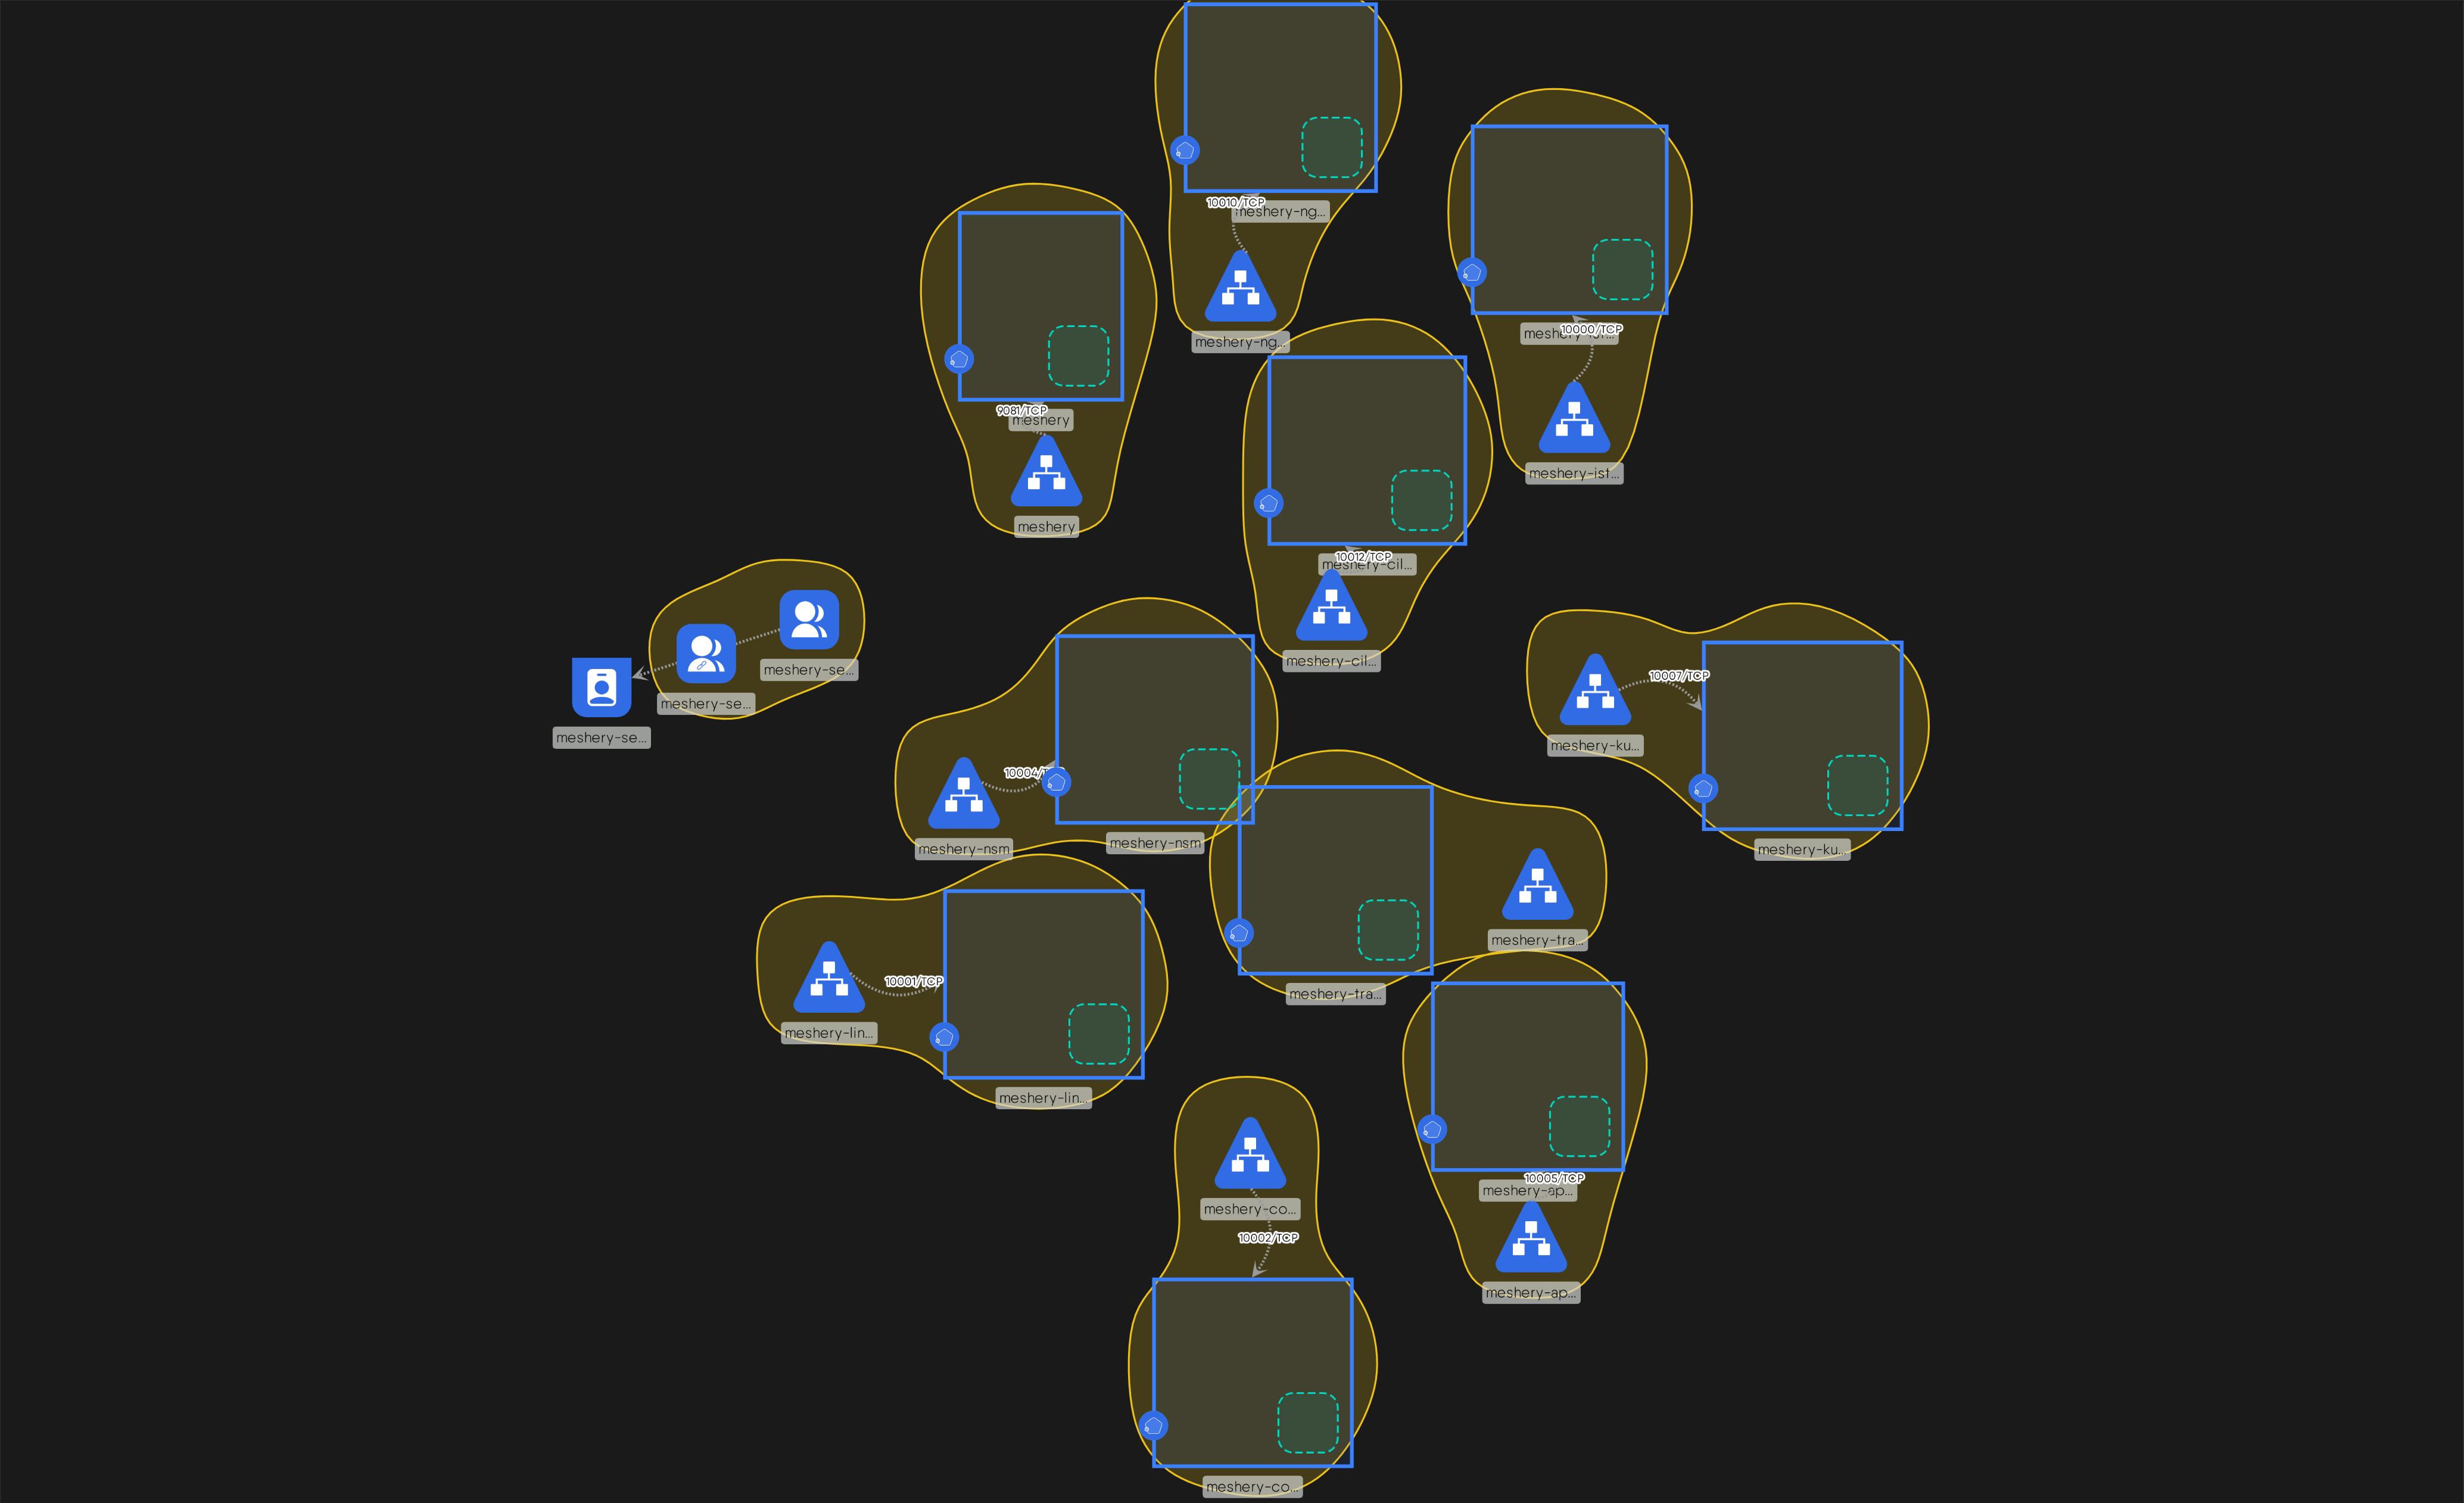 10010/TCP
meshery-ng...
meshery-ng...
10000/TCP
meshery-ist...
9081/TCP
meshery
meshery
10012/TCP
meshery-cil...
meshery-cil...
meshery-se...
meshery-se...
meshery-se...
10007/TCP
meshery-ku...
meshery-ku...
meshery-nsm
meshery-nsm
meshery-tra...
meshery-tra...
10001/TCP
meshery-lin...
meshery-lin...
10005/TCP
meshery-ap...
meshery-ap...
meshery-co...
10002/TCP
meshery-co...